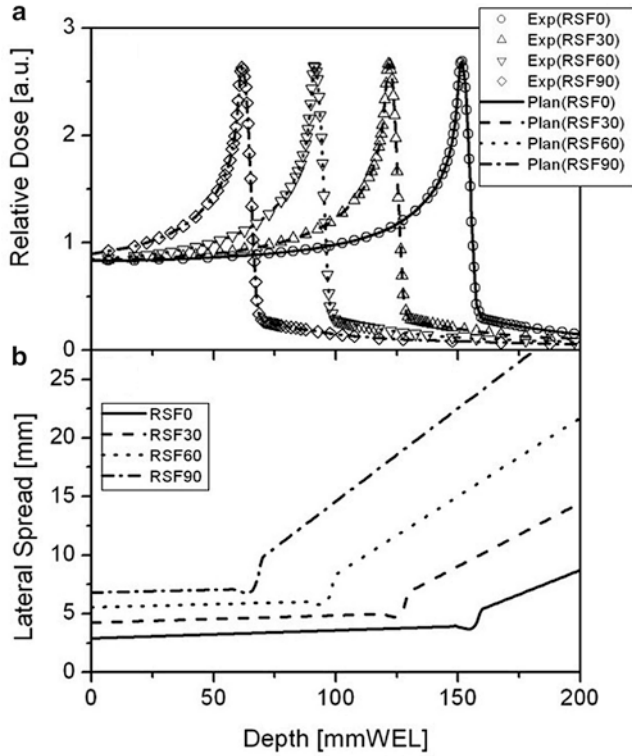 a
Relative Dose [a.u.]
3
2
1
0
Exp(RSF0)
Exp(RSF30)
Exp(RSF60)
Exp(RSF90)
Plan(RSF0)
Plan(RSF30)
Plan(RSF60)
Plan(RSF90)
b
Lateral Spread [mm]
25
20
15
10
5
0
RSF0
RSF30
RSF60
RSF90
0 50 100 150 200
Depth [mmWEL]